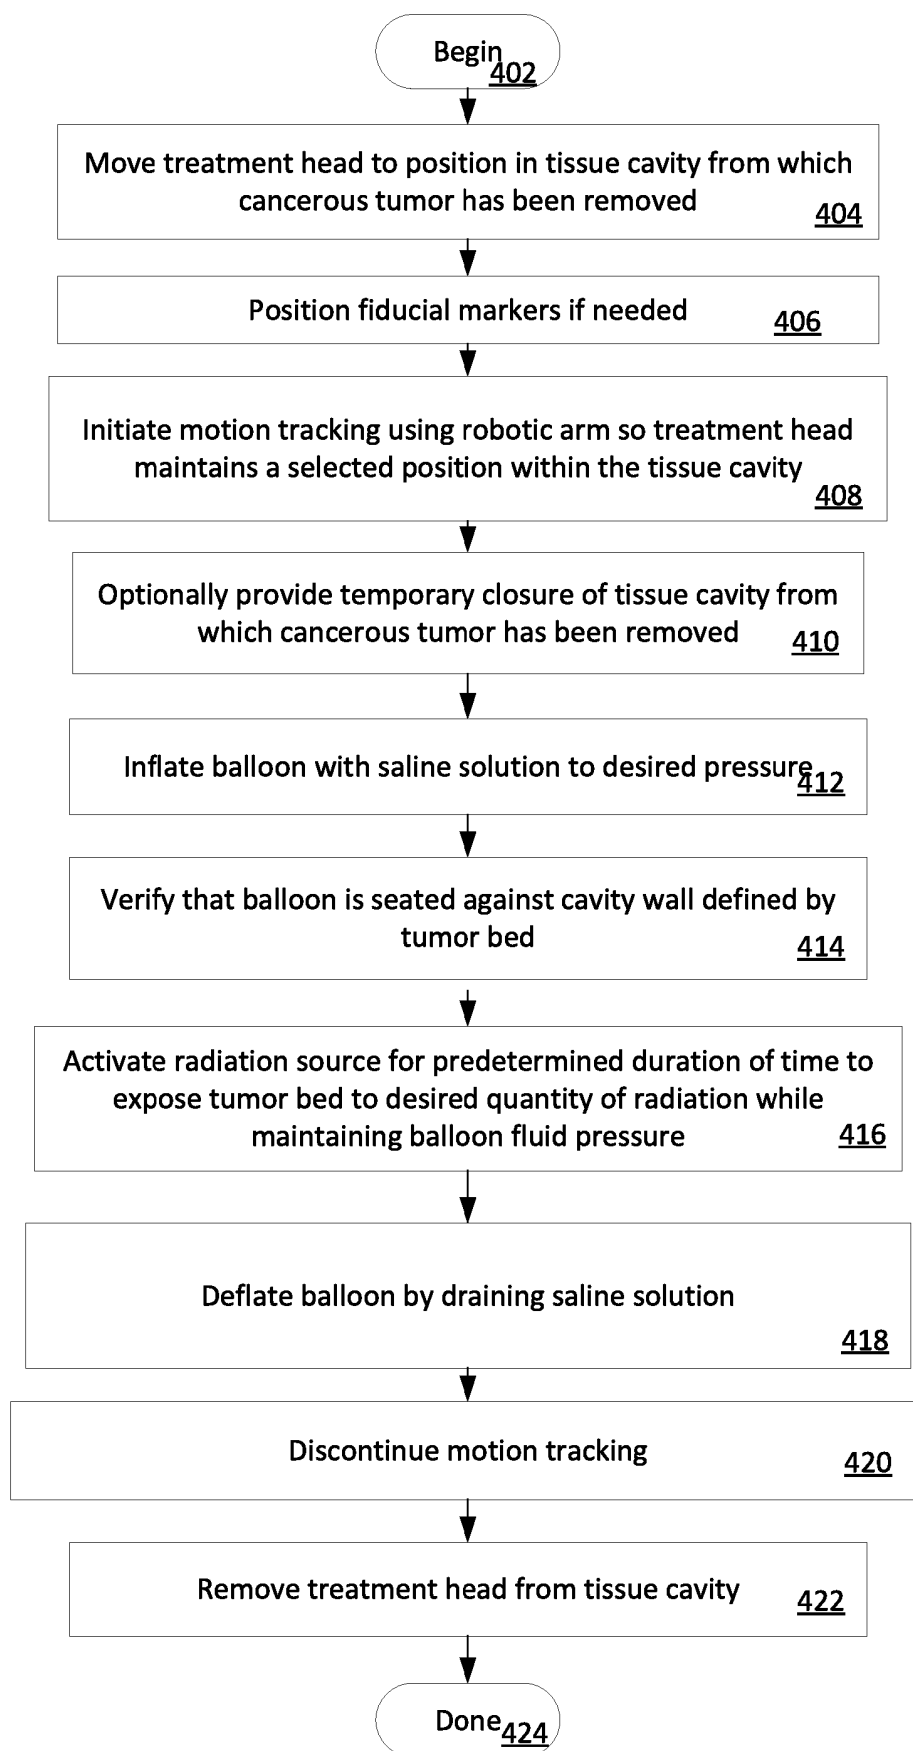 Begin
402
Move treatment head to position in tissue cavity from which
cancerous tumor has been removed
404
Position fiducial markers if needed
406
Initiate motion tracking using robotic arm so treatment head
maintains a selected position within the tissue cavity
408
Optionally provide temporary closure of tissue cavity from
which cancerous tumor has been removed
410
Inflate balloon with saline solution to desired pressure
412
Verify that balloon is seated against cavity wall defined by
tumor bed
414
Activate radiation source for predetermined duration of time to
expose tumor bed to desired quantity of radiation while
maintaining balloon fluid pressure
416
Deflate balloon by draining saline solution
418
Discontinue motion tracking
420
Remove treatment head from tissue cavity
422
Done
424